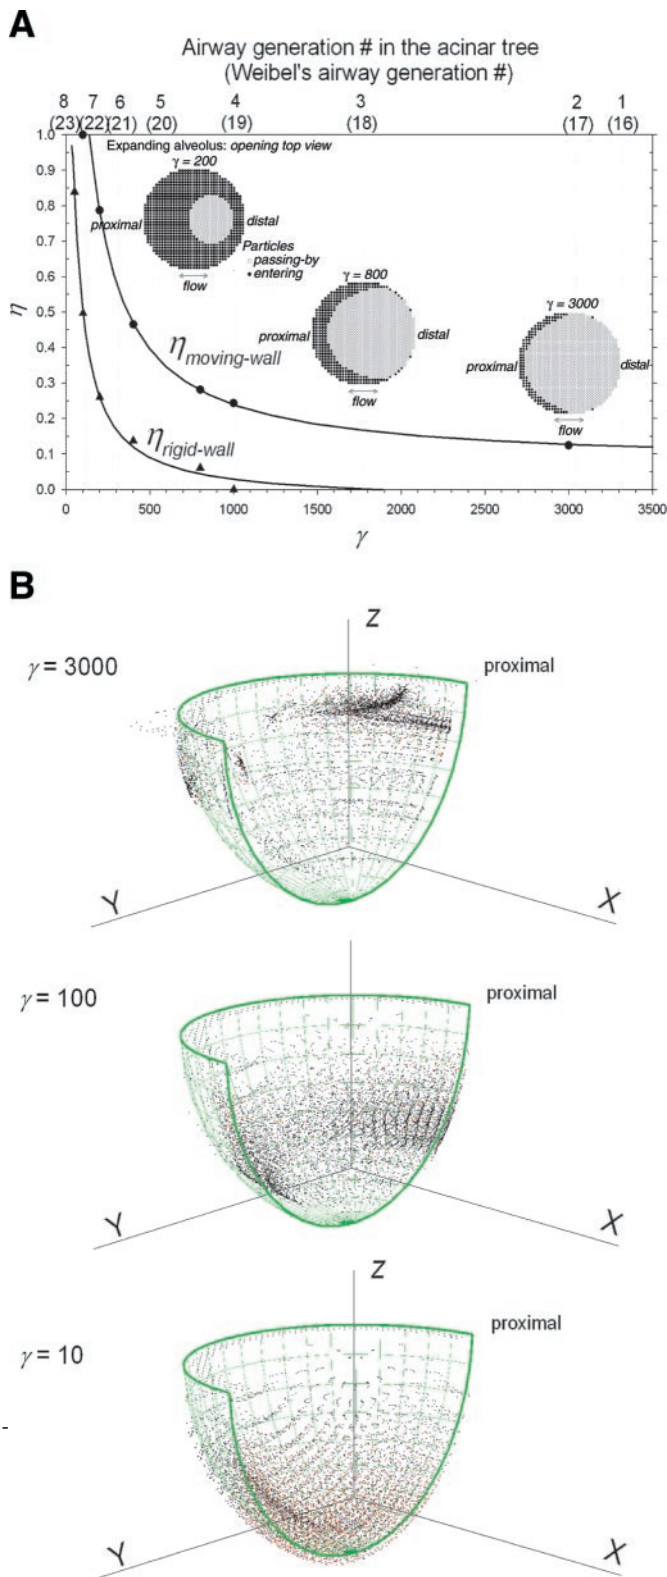 A
Airway generation # in the acinar tree
(Weibel's airway generation #)
8 7 6 5 4 3 2 1
(23) (22) (21) (20) (19) (18) (17) (16)
1.0
0.9
0.8
0.7
0.6
0.5
0.4
0.3
0.2
0.1
0.0
η
Expanding alveolus: opening top view
γ = 200
proximal
distal
Particles
passing-by
entering
flow
γ = 800
proximal
distal
flow
γ = 3000
proximal
distal
flow
η moving-wall
η rigid-wall
0 500 1000 1500 2000 2500 3000 3500
γ
B
Z
γ = 3000
proximal
Y
X
γ = 100
proximal
Y
X
Z
γ = 10
proximal
Y
X